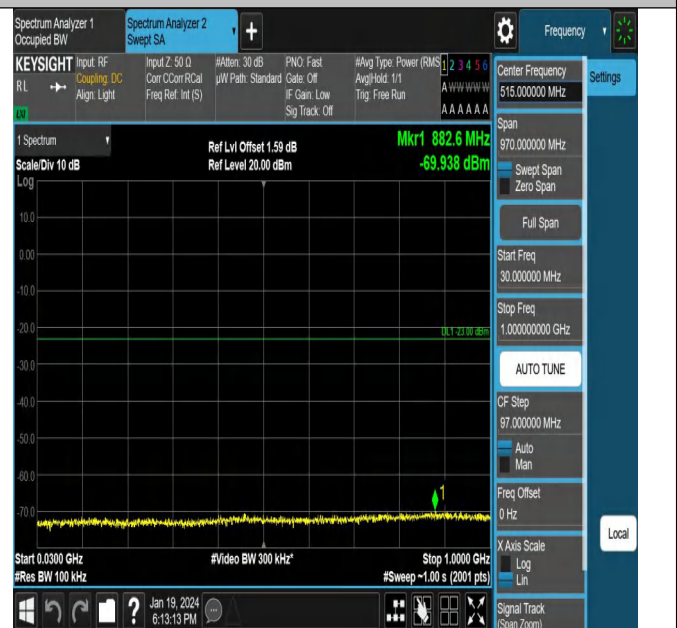 Spectrum Analyzer 1
Occupied BW
Spectrum Analyzer 2
Swept SA
Frequency
KEYSIGHT
RL
Input: RF
Coupling: DC
Align: Light
Input Z: 50 Ω
Corr CCorr RCal
Freq Ref: Int (S)
#Atten: 30 dB
µW Path: Standard
PNO: Fast
Gate: Off
IF Gain: Low
Sig Track: Off
#Avg Type: Power (RMS
Avg|Hold: 1/1
Trig: Free Run
1 2 3 4 5 6
A WW WW W
A A A A A A
1 Spectrum
Scale/Div 10 dB
Ref Lvl Offset 1.59 dB
Ref Level 20.00 dBm
Mkr1 882.6 MHz
-69.938 dBm
Log
10.0
0.00
-10.0
-20.0
DL1 -23.00 dBm
-30.0
-40.0
-50.0
-60.0
1
-70.0
Start 0.0300 GHz
#Res BW 100 kHz
#Video BW 300 kHz*
Stop 1.0000 GHz
#Sweep ~1.00 s (2001 pts)
Jan 19, 2024
6:13:13 PM
Center Frequency
515.000000 MHz
Settings
Span
970.000000 MHz
Swept Span
Zero Span
Full Span
Start Freq
30.000000 MHz
Stop Freq
1.000000000 GHz
AUTO TUNE
CF Step
97.000000 MHz
Auto
Man
Freq Offset
0 Hz
X Axis Scale
Log
Lin
Local
Signal Track
(Span Zoom)